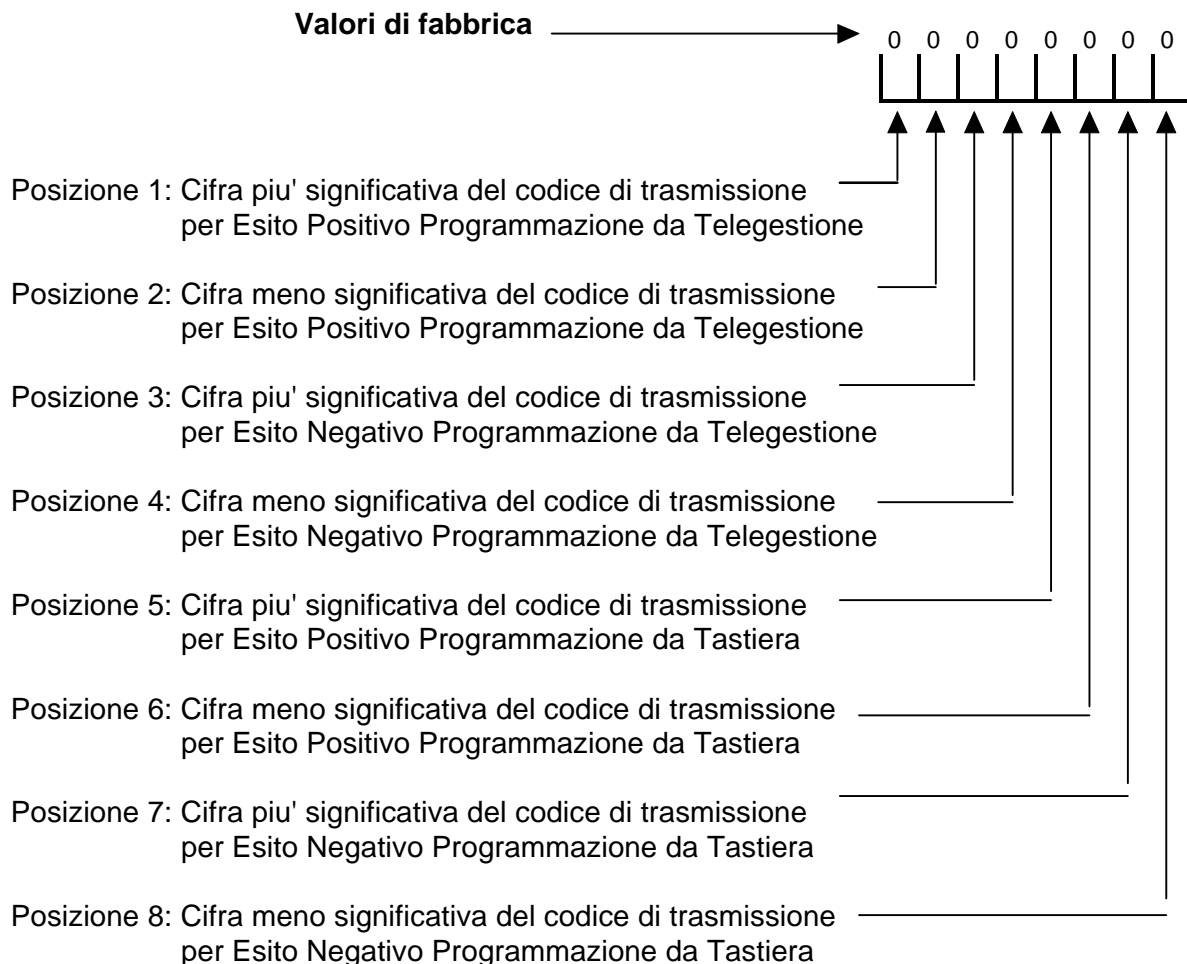 Valori di fabbrica
0 0 0 0 0 0 0 0
Posizione 1: Cifra piu' significativa del codice di trasmissione
per Esito Positivo Programmazione da Telegestione
Posizione 2: Cifra meno significativa del codice di trasmissione
per Esito Positivo Programmazione da Telegestione
Posizione 3: Cifra piu' significativa del codice di trasmissione
per Esito Negativo Programmazione da Telegestione
Posizione 4: Cifra meno significativa del codice di trasmissione
per Esito Negativo Programmazione da Telegestione
Posizione 5: Cifra piu' significativa del codice di trasmissione
per Esito Positivo Programmazione da Tastiera
Posizione 6: Cifra meno significativa del codice di trasmissione
per Esito Positivo Programmazione da Tastiera
Posizione 7: Cifra piu' significativa del codice di trasmissione
per Esito Negativo Programmazione da Tastiera
Posizione 8: Cifra meno significativa del codice di trasmissione
per Esito Negativo Programmazione da Tastiera